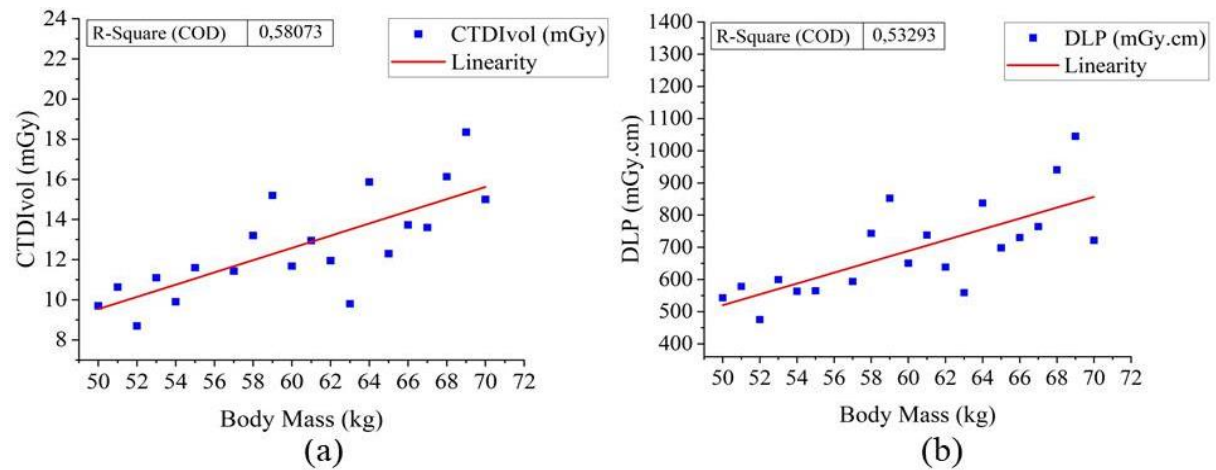 R-Square (COD) 0,58073
CTDIvol (mGy)
Linearity
24
22
20
18
16
14
12
10
8
CTDIvol (mGy)
50 52 54 56 58 60 62 64 66 68 70 72
Body Mass (kg)
(a)
R-Square (COD) 0,53293
DLP (mGy.cm)
Linearity
1400
1300
1200
1100
1000
900
800
700
600
500
400
DLP (mGy.cm)
50 52 54 56 58 60 62 64 66 68 70 72
Body Mass (kg)
(b)